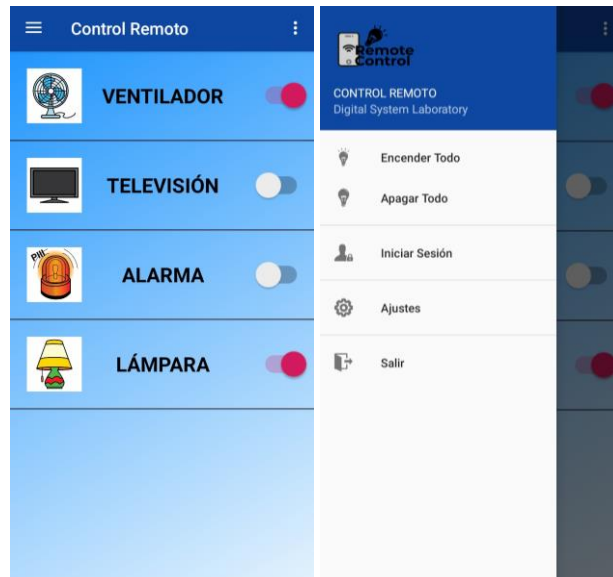 Control Remoto
VENTILADOR
TELEVISIÓN
PIII
ALARMA
LÁMPARA
Remote
Control
CONTROL REMOTO
Digital System Laboratory
Encender Todo
Apagar Todo
Iniciar Sesión
Ajustes
Salir